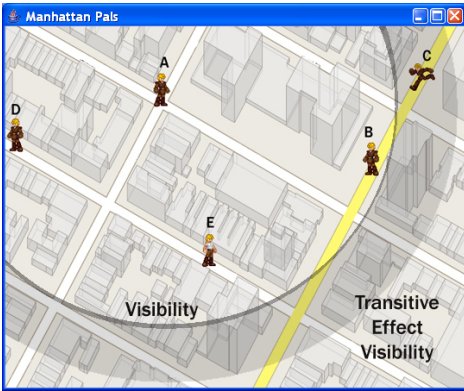 Manhattan Pals
C
A
D
B
E
Visibility
Transitive
Effect
Visibility